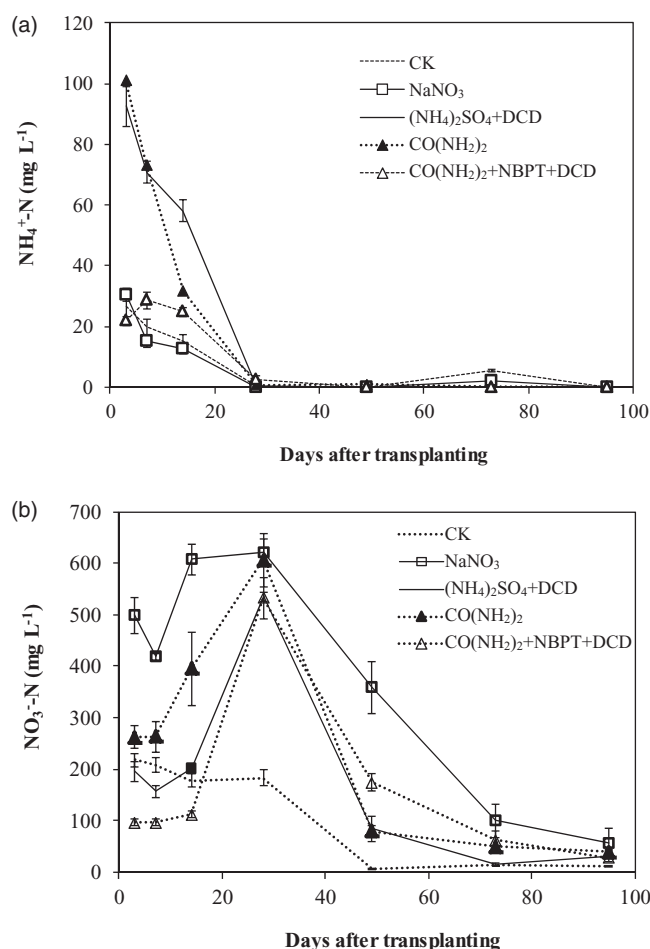 (a)
120
100
80
60
40
20
0
NH₄⁺-N (mg L⁻¹)
CK
NaNO₃
(NH₄)₂SO₄+DCD
CO(NH₂)₂
CO(NH₂)₂+NBPT+DCD
0 20 40 60 80 100
Days after transplanting
(b)
700
600
500
400
300
200
100
0
NO₃⁻-N (mg L⁻¹)
CK
NaNO₃
(NH₄)₂SO₄+DCD
CO(NH₂)₂
CO(NH₂)₂+NBPT+DCD
0 20 40 60 80 100
Days after transplanting